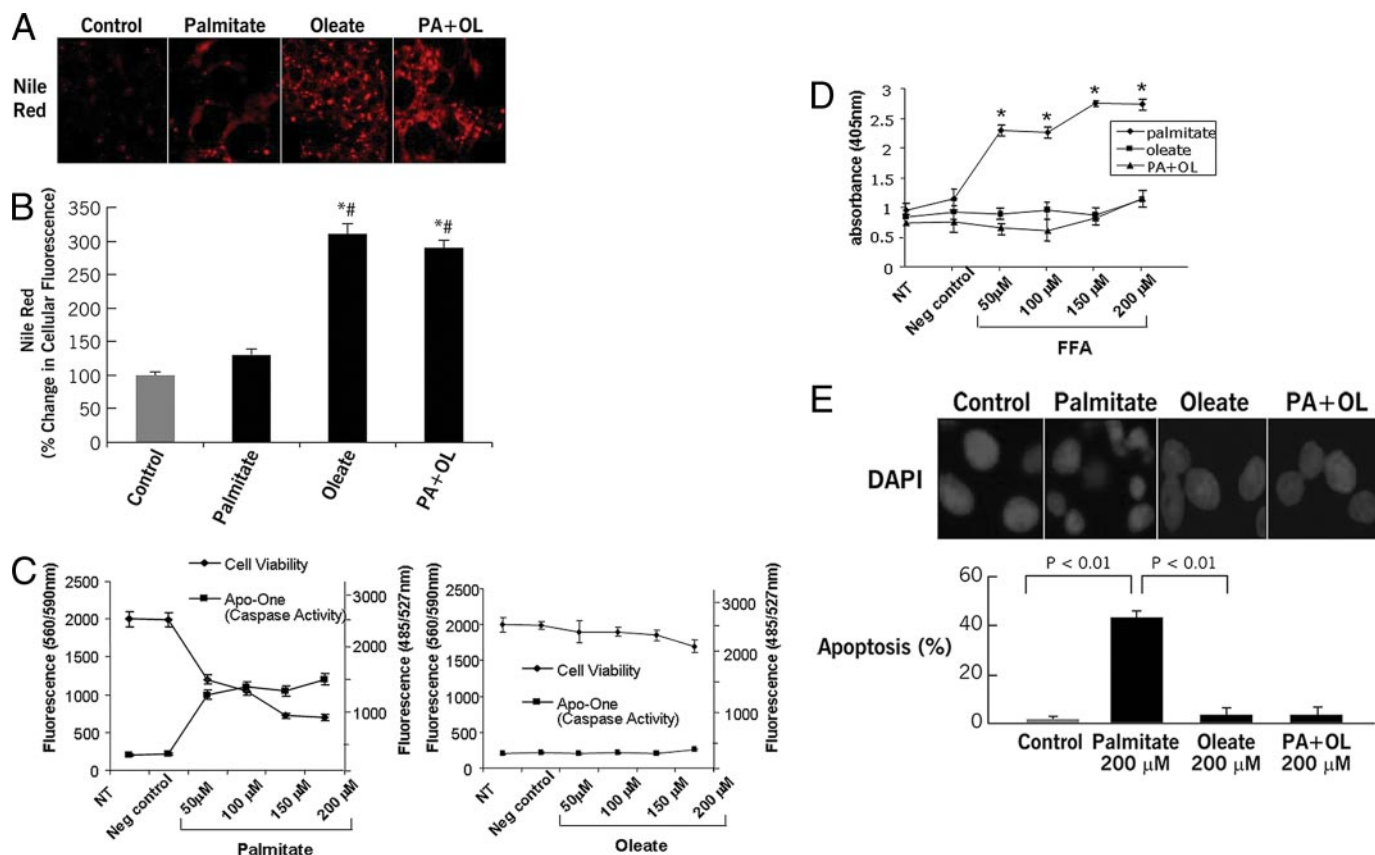 A
Control Palmitate Oleate PA+OL
Nile
Red
B
Nile Red
(% Change in Cellular Fluorescence)
350
300
250
200
150
100
50
0
*# *#
Control Palmitate Oleate PA+OL
C
Fluorescence (560/590nm)
2500
2000
1500
1000
500
0
Cell Viability
Apo-One
(Caspase Activity)
3000
2000
1000
Fluorescence (485/527nm)
NT Neg control 50µM 100 µM 150 µM 200 µM
Palmitate
Fluorescence (560/590nm)
2500
2000
1500
1000
500
0
Cell Viability
Apo-One
(Caspase Activity)
3000
2000
1000
Fluorescence (485/527nm)
NT Neg control 50µM 100 µM 150 µM 200 µM
Oleate
D
absorbance (405nm)
3
2.5
2
1.5
1
0.5
0
* * * *
palmitate
oleate
PA+OL
NT Neg control 50µM 100 µM 150 µM 200 µM
FFA
E
Control Palmitate Oleate PA+OL
DAPI
P < 0.01 P < 0.01
Apoptosis (%)
60
40
20
0
Control Palmitate Oleate PA+OL
200 µM 200 µM 200 µM